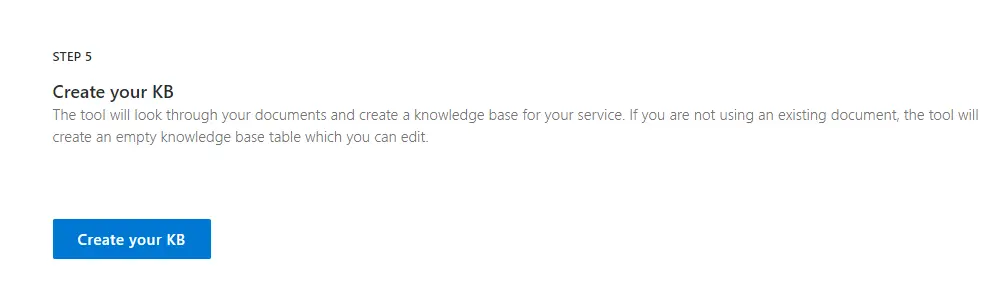 STEP 5
Create your KB
The tool will look through your documents and create a knowledge base for your service. If you are not using an existing document, the tool will
create an empty knowledge base table which you can edit.
Create your KB